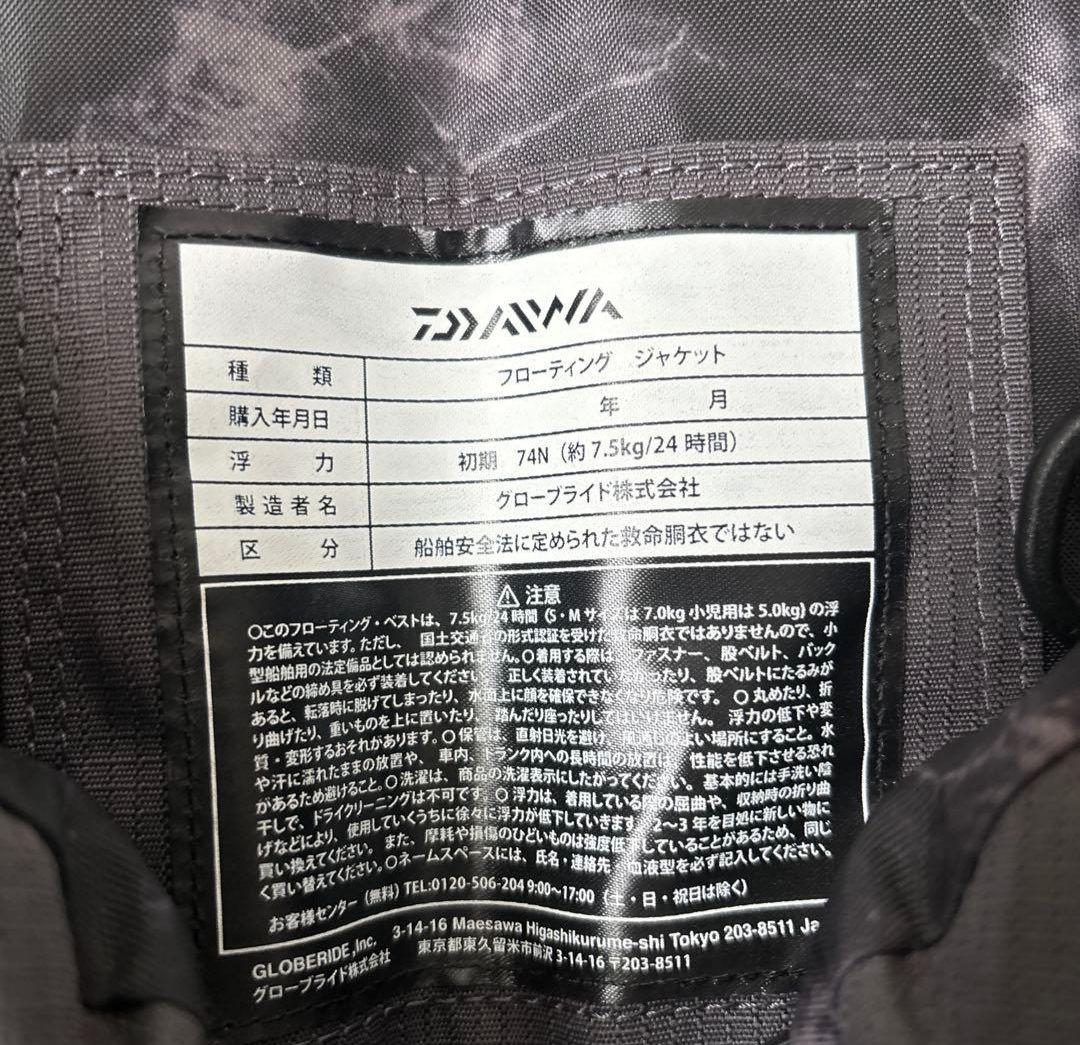 DAIWA
種 類 フローティング ジャケット
購入年月日 年 月
浮 力 初期 74N（約7.5kg/24時間）
製造者名 グローブライド株式会社
区 分 船舶安全法に定められた救命胴衣ではない
⚠ 注意
○このフローティング・ベストは、7.5kg/24時間（S・Mサイズは7.0kg 小児用は5.0kg）の浮
力を備えています。ただし、国土交通省の形式認証を受けた救命胴衣ではありませんので、小
型船舶用の法定備品としては認められません。○着用する際は、ファスナー、股ベルト、バック
ルなどの締め具を必ず装着してください。正しく装着されていなかったり、股ベルトにたるみが
あると、転落時に脱げてしまったり、水面上に顔を確保できなくなり危険です。○丸めたり、折
り曲げたり、重いものを上に置いたり、踏んだり座ったりしてはいけません。浮力の低下や変
質・変形するおそれがあります。○保管は、直射日光を避け、風通しのよい場所にすること。水
や汗に濡れたままの放置や、車内、トランク内への長時間の放置は、性能を低下させる恐れ
があるため避けること。○洗濯は、商品の洗濯表示にしたがってください。基本的には手洗い陰
干しで、ドライクリーニングは不可です。○浮力は、着用している際の屈曲や、収納時の折り曲
げなどにより、使用していくうちに徐々に浮力が低下していきます。2〜3年を目処に新しい物に
買い換えてください。また、摩耗や損傷のひどいものは強度低下していることがあるため、同じ
く買い替えてください。○ネームスペースには、氏名・連絡先・血液型を必ず記入してください。
お客様センター（無料）TEL:0120-506-204 9:00〜17:00（土・日・祝日は除く）
GLOBERIDE,Inc. 3-14-16 Maesawa Higashikurume-shi Tokyo 203-8511 Ja
グローブライド株式会社 東京都東久留米市前沢3-14-16 〒203-8511